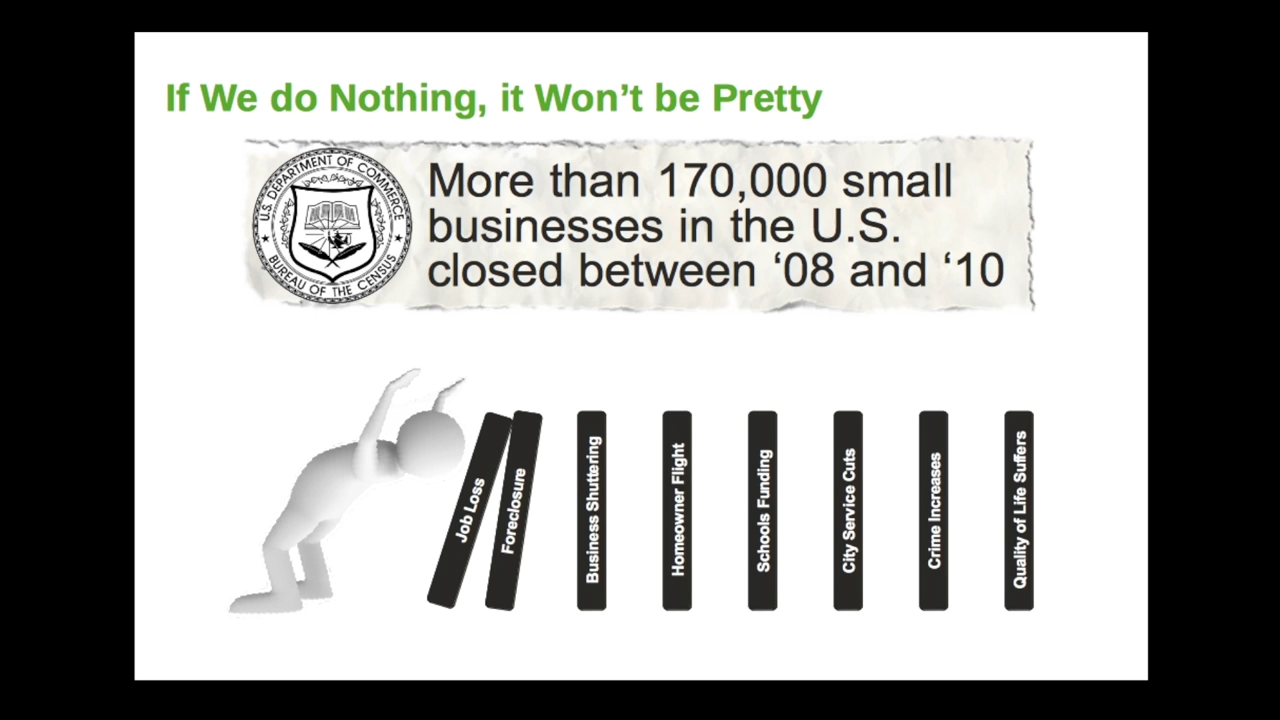 If We do Nothing, it Won’t be Pretty
U.S. DEPARTMENT OF COMMERCE
BUREAU OF THE CENSUS
More than 170,000 small
businesses in the U.S.
closed between ‘08 and ‘10
Job Loss
Foreclosure
Business Shuttering
Homeowner Flight
Schools Funding
City Service Cuts
Crime Increases
Quality of Life Suffers